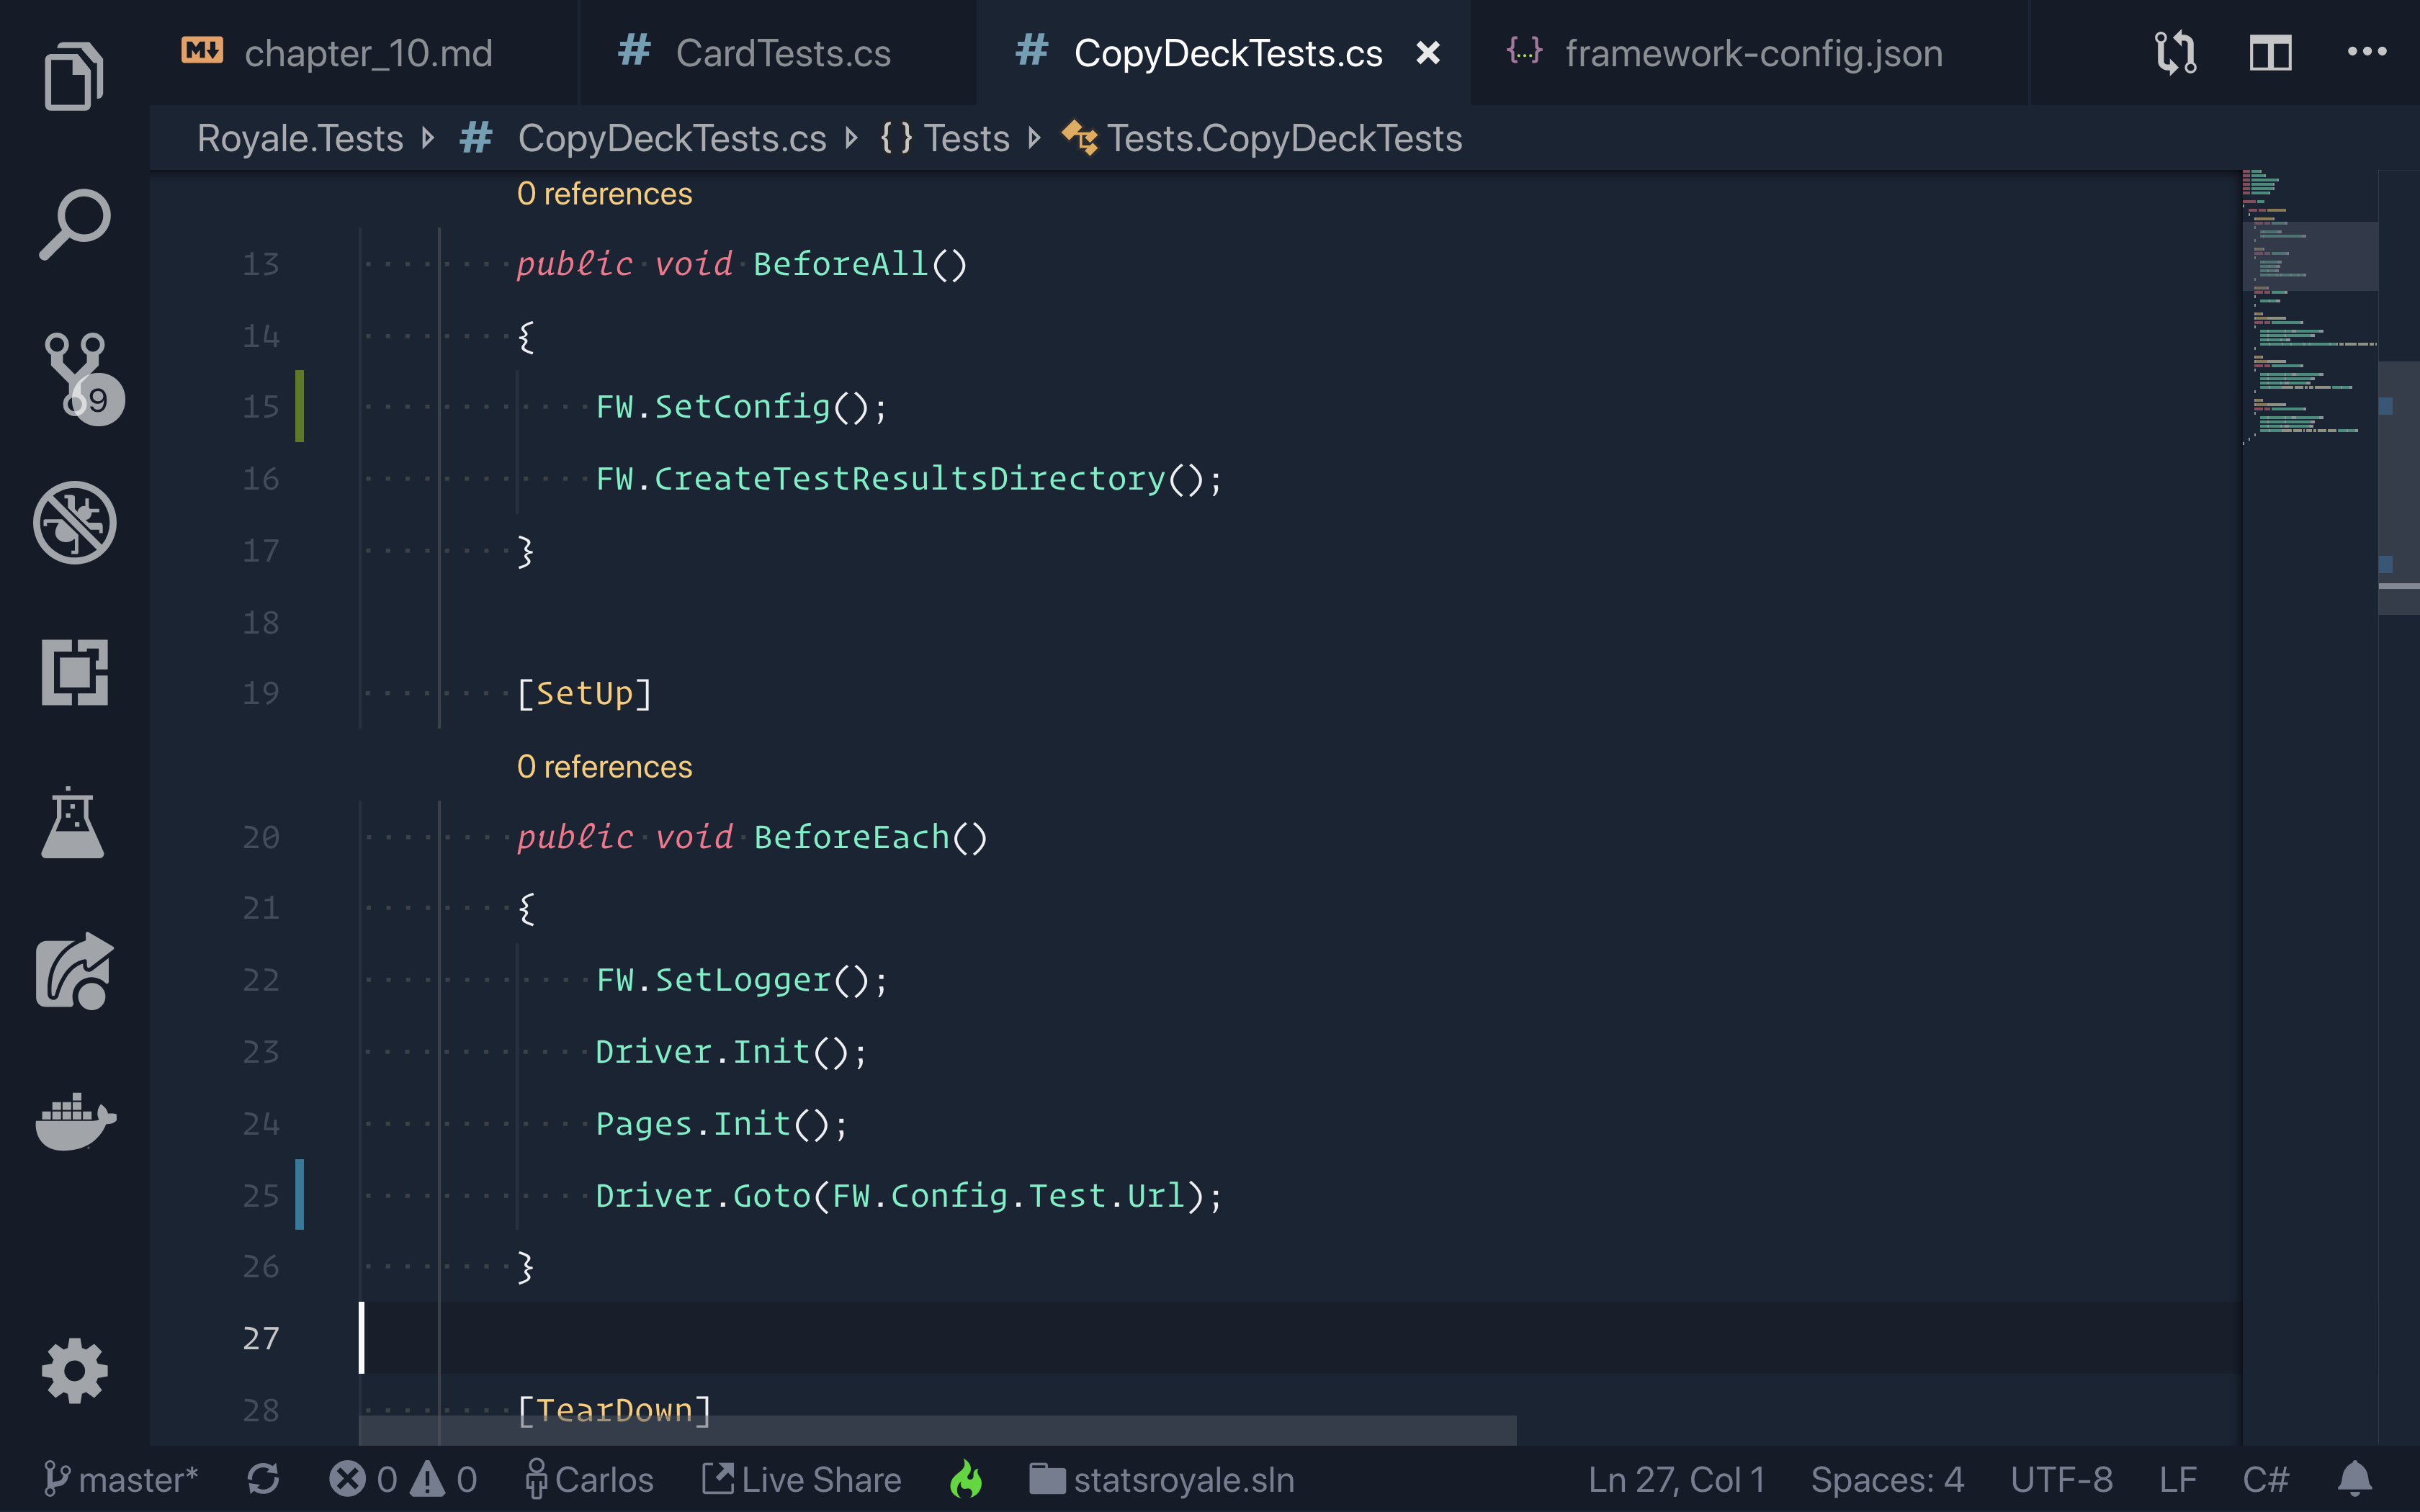 chapter_10.md CardTests.cs CopyDeckTests.cs framework-config.json
Royale.Tests CopyDeckTests.cs {} Tests Tests.CopyDeckTests
0 references
13 public void BeforeAll()
14 {
15 FW.SetConfig();
16 FW.CreateTestResultsDirectory();
17 }
18
19 [SetUp]
0 references
20 public void BeforeEach()
21 {
22 FW.SetLogger();
23 Driver.Init();
24 Pages.Init();
25 Driver.Goto(FW.Config.Test.Url);
26 }
27
28 [TearDown]
9
master* 0 0 Carlos Live Share statsroyale.sln Ln 27, Col 1 Spaces: 4 UTF-8 LF C#